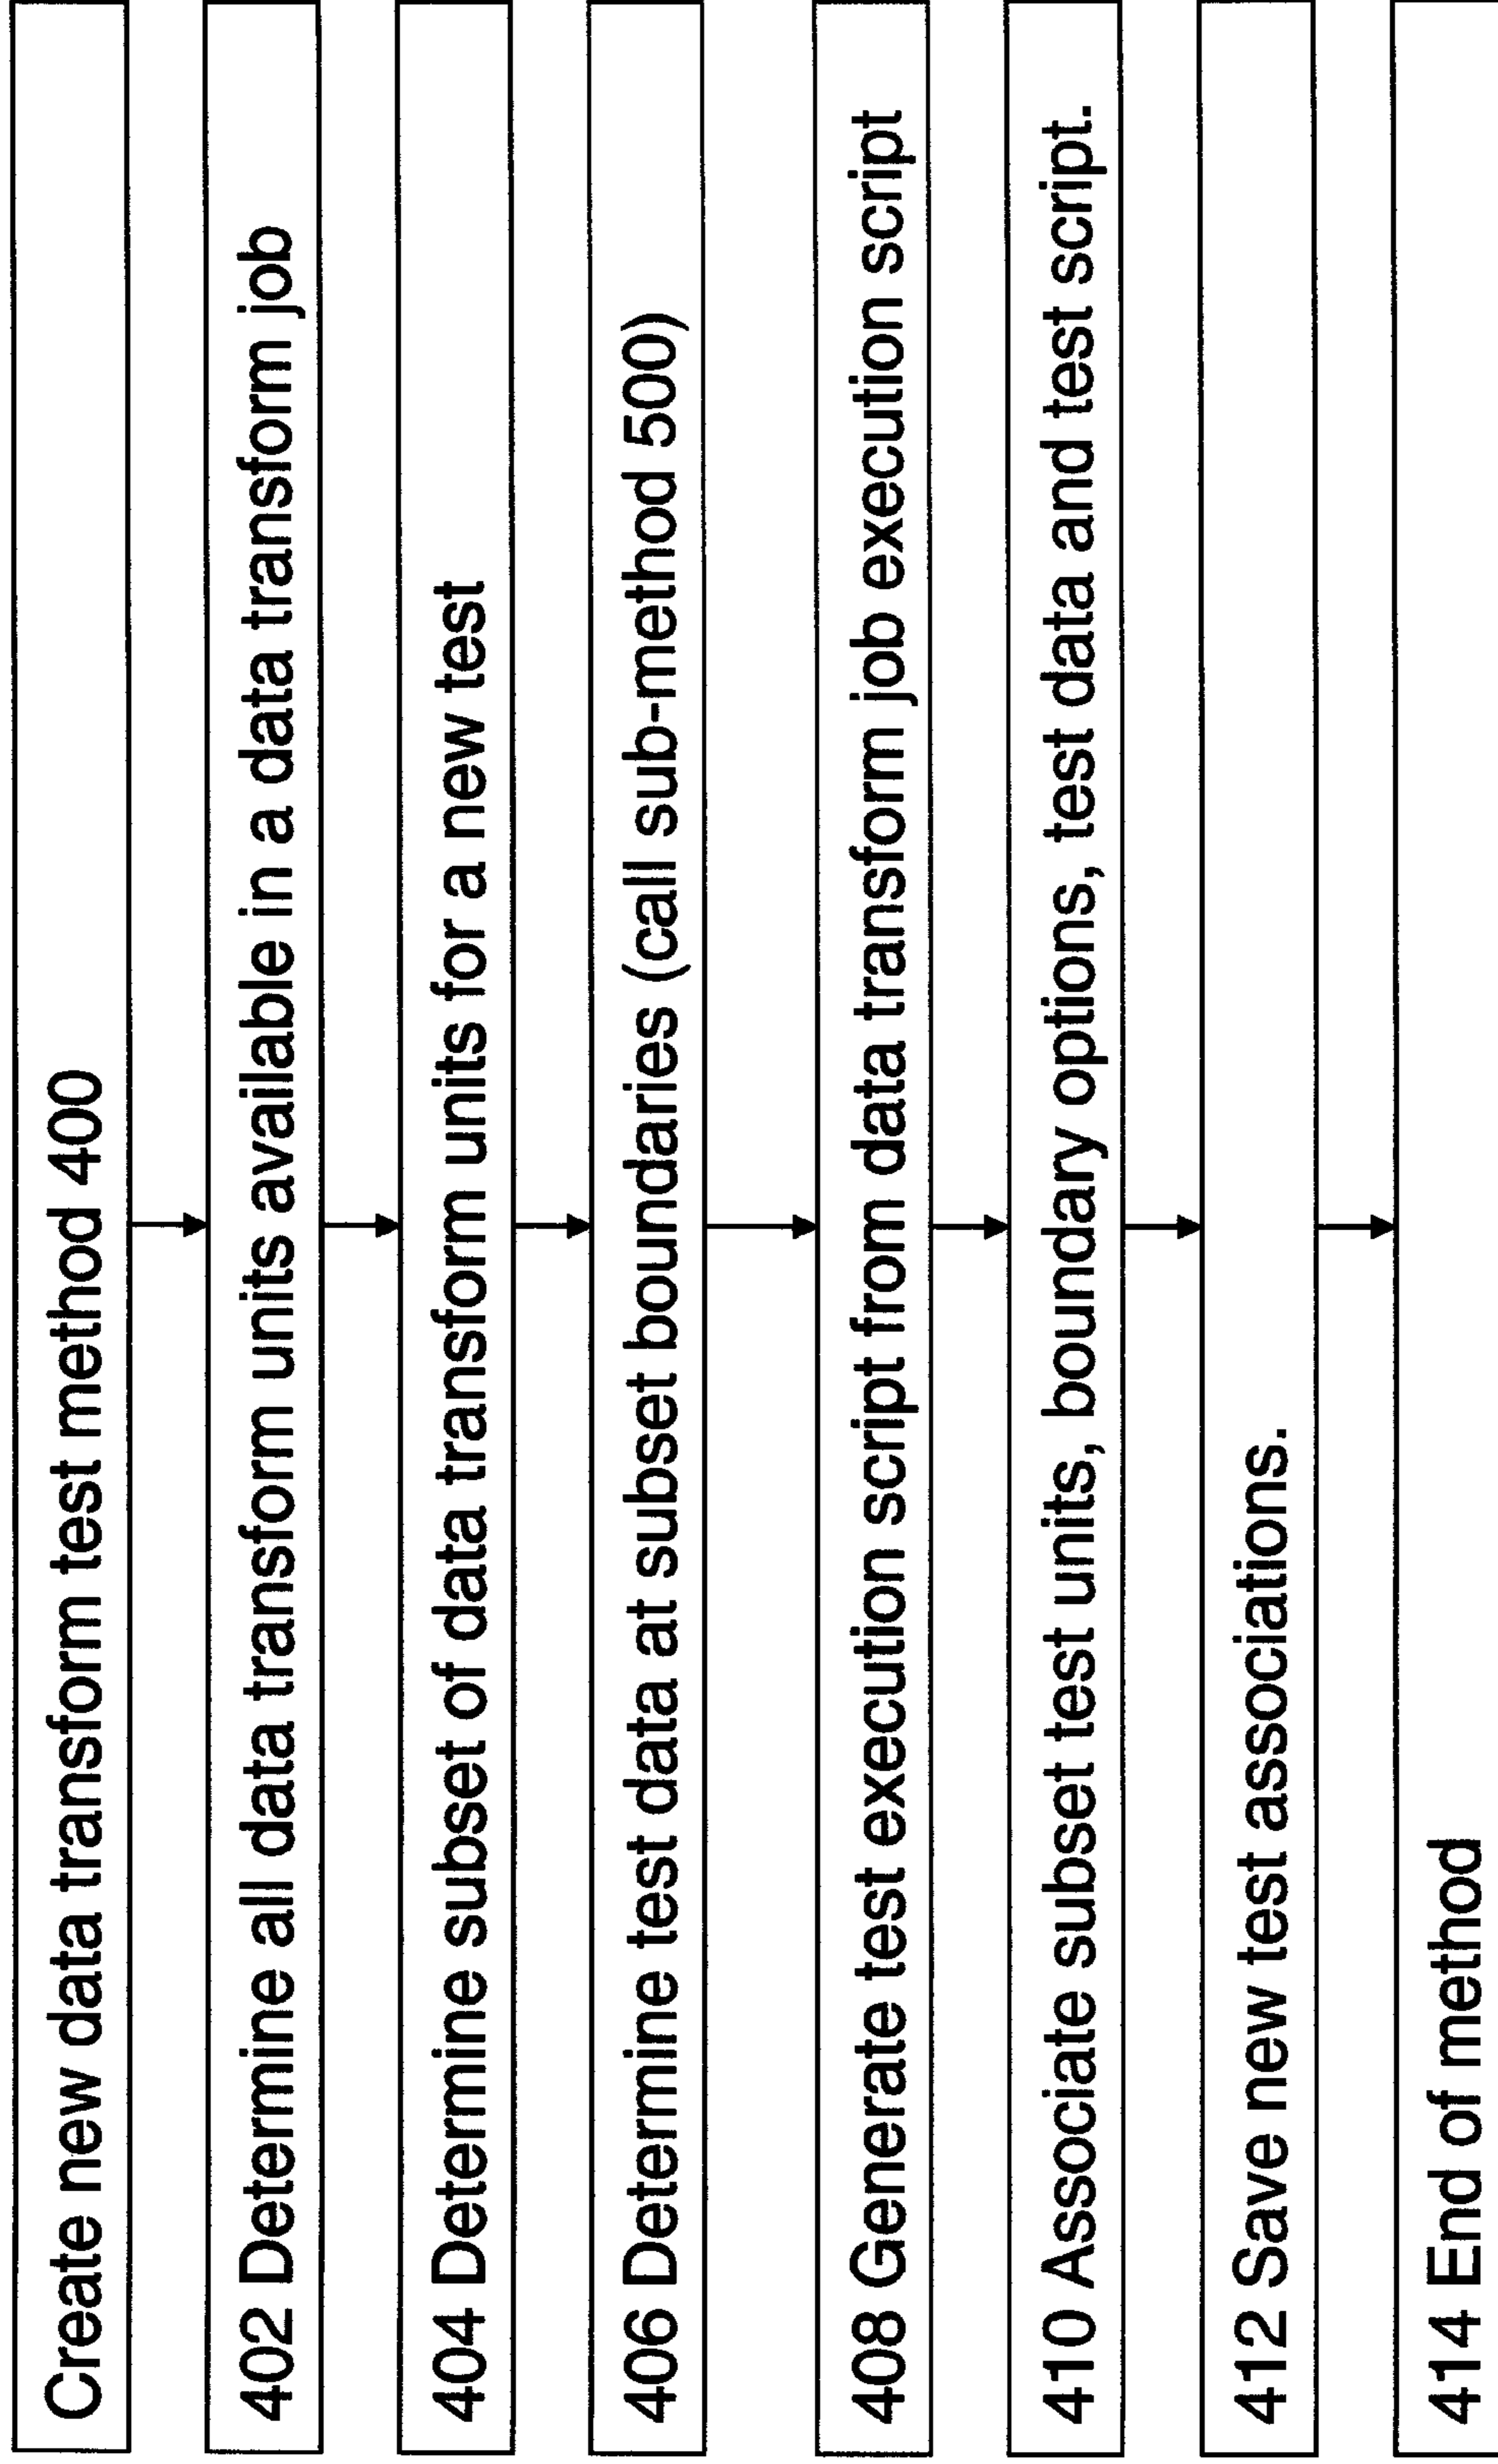 Create new data transform test method 400
402 Determine all data transform units available in a data transform job
404 Determine subset of data transform units for a new test
406 Determine test data at subset boundaries (call sub-method 500)
408 Generate test execution script from data transform job execution script
410 Associate subset test units, boundary options, test data and test script.
412 Save new test associations.
414 End of method